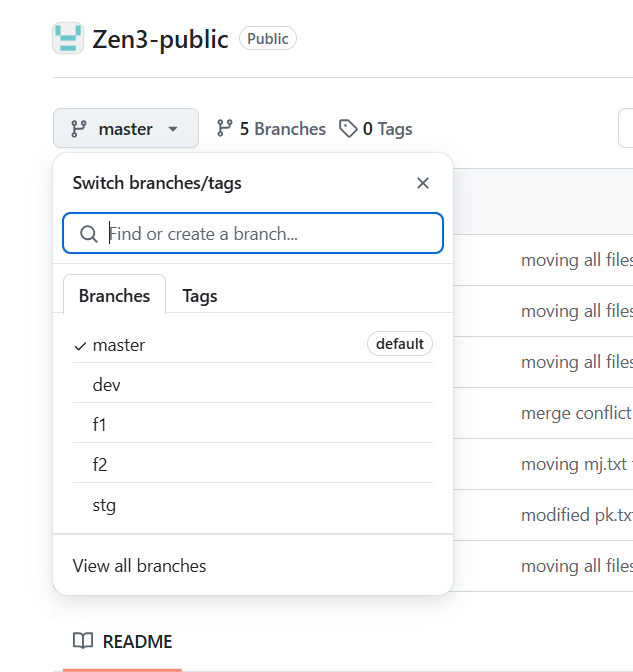 Zen3-public Public
master 5 Branches 0 Tags
Switch branches/tags
Find or create a branch...
Branches Tags
master default
dev
f1
f2
stg
View all branches
moving all files
moving all files
moving all files
merge conflict
moving mj.txt
modified pk.txt
moving all files
README